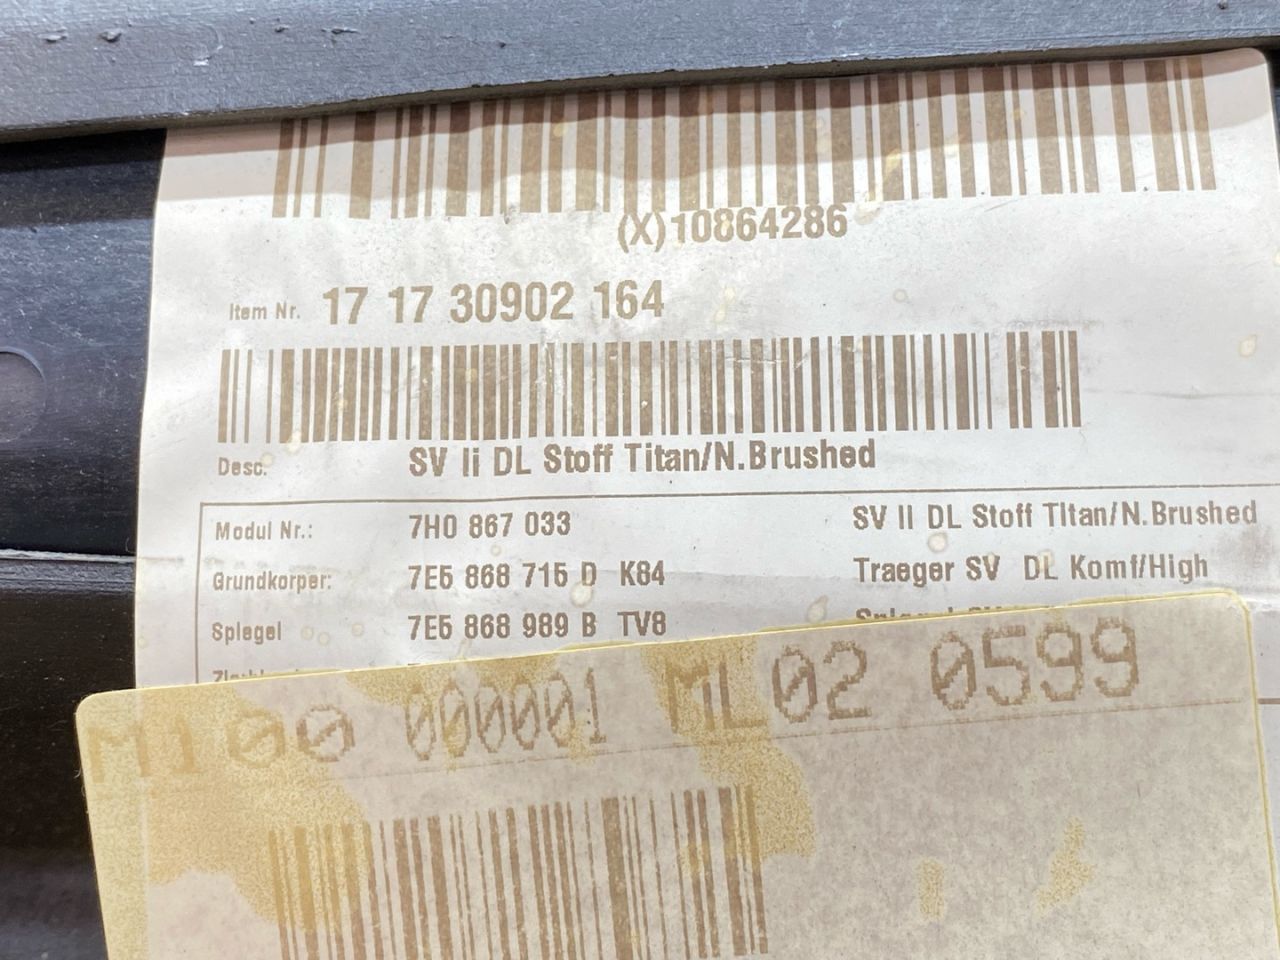 (X)10864286
Item Nr. 17 17 30902 164
Desc. SV Ii DL Stoff Titan/N.Brushed
Modul Nr.: 7H0 867 033 SV II DL Stoff TItan/N.Brushed
Grundkorper: 7E5 868 715 D K84 Traeger SV DL Komf/High
Spiegel 7E5 868 989 B TV8
M100 000001 ML02 0599